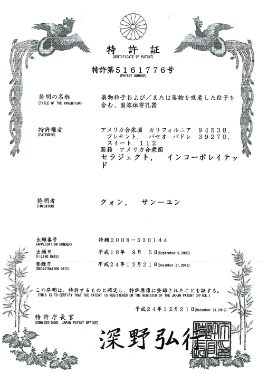 特許証
(CERTIFICATE OF PATENT)
特許第5161776号
(PATENT NUMBER)
発明の名称
(TITLE OF THE INVENTION)
薬物粒子および/または薬物を吸着した粒子を
含む、固溶体穿孔器
特許権者
(PATENTEE)
アメリカ合衆国 カリフォルニア 94538,
フレモント, パセオ パドレ 39270,
スイート 112
国籍 アメリカ合衆国
セラジェクト, インコーポレイテッ
ド
発明者
(INVENTOR)
クォン, サン-ユン
出願番号
(APPLICATION NUMBER)
特願2008-530144
出願日
(FILING DATE)
平成18年 9月 5日(September 5,2006)
登録日
(REGISTRATION DATE)
平成24年12月21日(December 21,2012)
この発明は、特許するものと確定し、特許原簿に登録されたことを証する。
(THIS IS TO CERTIFY THAT THE PATENT IS REGISTERED ON THE REGISTER OF THE JAPAN PATENT OFFICE.)
平成24年12月21日(December 21,2012)
特許庁長官
(COMMISSIONER, JAPAN PATENT OFFICE)
深野弘行